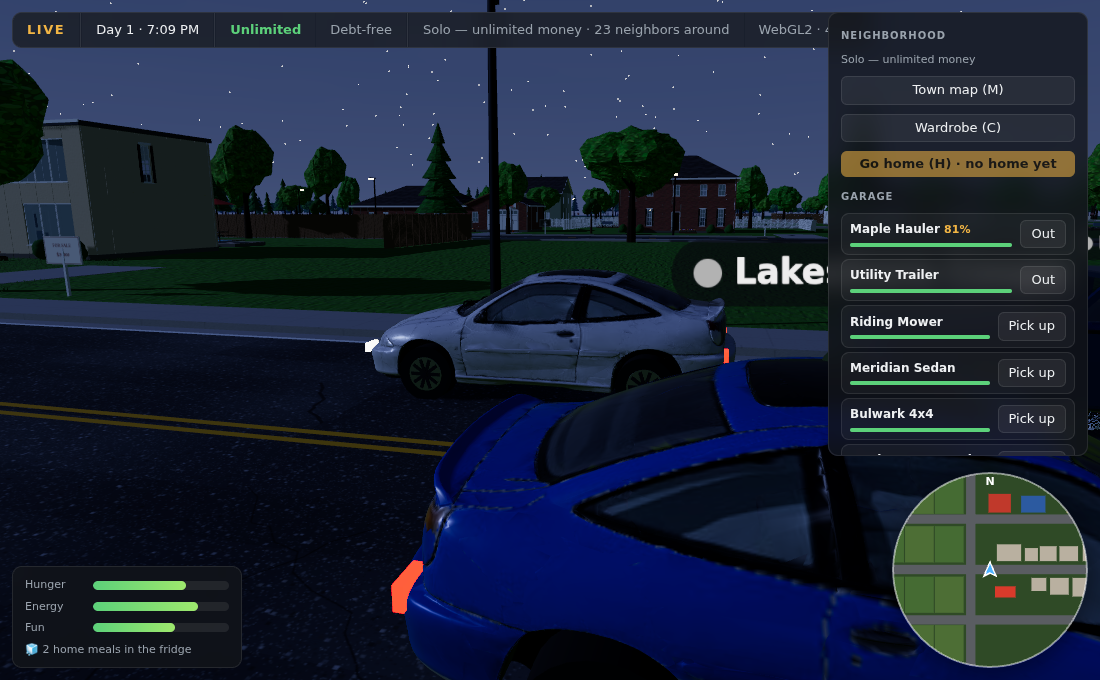 LIVE
Day 1 · 7:09 PM
Unlimited
Debt-free
Solo — unlimited money · 23 neighbors around
WebGL2 ·
NEIGHBORHOOD
Solo — unlimited money
Town map (M)
Wardrobe (C)
Go home (H) · no home yet
GARAGE
Maple Hauler 81%
Out
Utility Trailer
Out
Riding Mower
Pick up
Meridian Sedan
Pick up
Bulwark 4x4
Pick up
Lakes
N
Hunger
Energy
Fun
2 home meals in the fridge